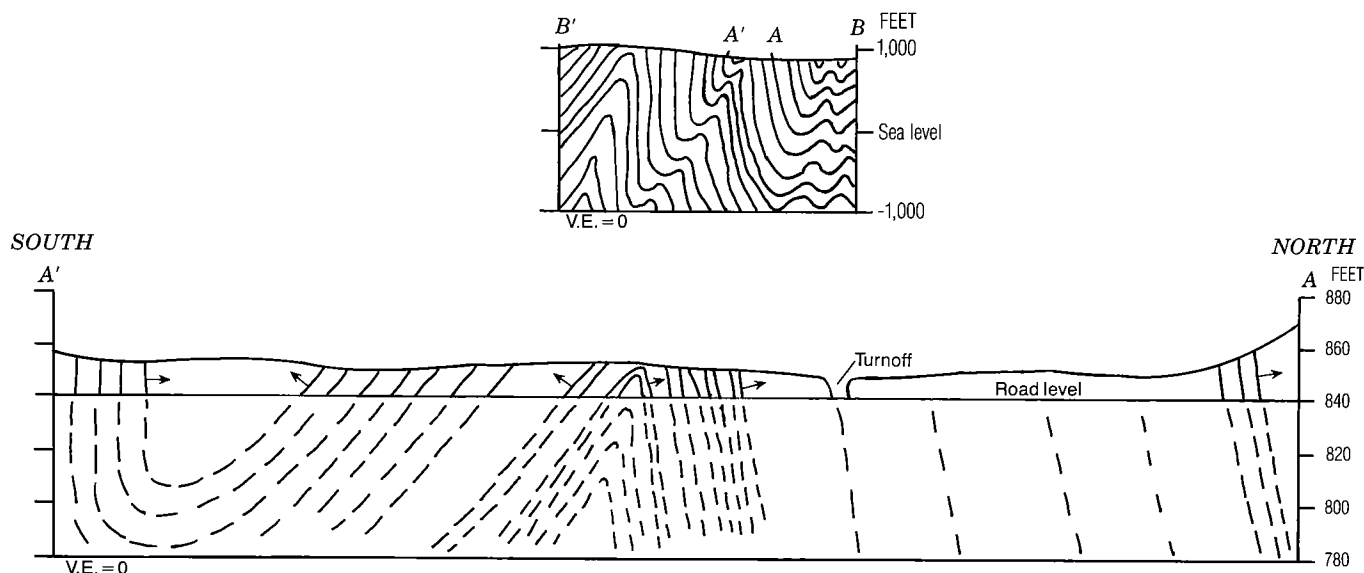 B' A' A B FEET
1,000
Sea level
-1,000
V.E. = 0
SOUTH NORTH
A' A FEET
880
Turnoff
860
Road level
840
820
800
780
V.E. = 0